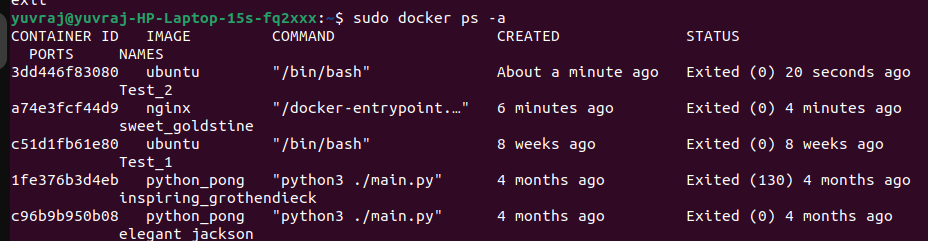 exit
yuvraj@yuvraj-HP-Laptop-15s-fq2xxx:~$ sudo docker ps -a
CONTAINER ID   IMAGE         COMMAND                  CREATED              STATUS
  PORTS     NAMES
3dd446f83080   ubuntu        "/bin/bash"              About a minute ago   Exited (0) 20 seconds ago
            Test_2
a74e3fcf44d9   nginx         "/docker-entrypoint.…"   6 minutes ago        Exited (0) 4 minutes ago
            sweet_goldstine
c51d1fb61e80   ubuntu        "/bin/bash"              8 weeks ago          Exited (0) 8 weeks ago
            Test_1
1fe376b3d4eb   python_pong   "python3 ./main.py"      4 months ago         Exited (130) 4 months ago
            inspiring_grothendieck
c96b9b950b08   python_pong   "python3 ./main.py"      4 months ago         Exited (0) 4 months ago
            elegant_jackson